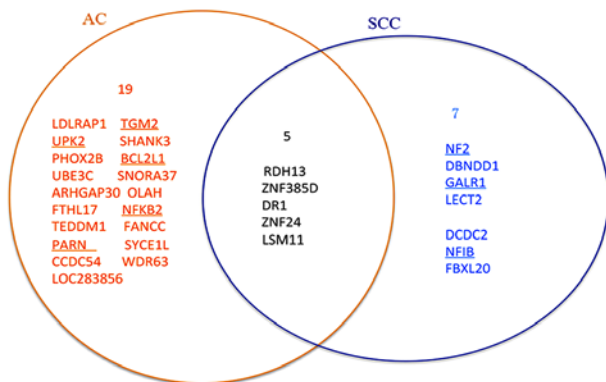 AC
SCC
19
LDLRAP1 TGM2
UPK2 SHANK3
PHOX2B BCL2L1
UBE3C SNORA37
ARHGAP30 OLAH
FTHL17 NFKB2
TEDDM1 FANCC
PARN SYCE1L
CCDC54 WDR63
LOC283856
5
RDH13
ZNF385D
DR1
ZNF24
LSM11
7
NF2
DBNDD1
GALR1
LECT2
DCDC2
NFIB
FBXL20